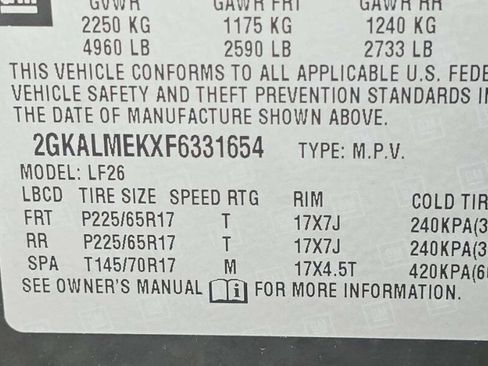 GM
GVWR GAWR FRT GAWR RR
2250 KG 1175 KG 1240 KG
4960 LB 2590 LB 2733 LB
THIS VEHICLE CONFORMS TO ALL APPLICABLE U.S. FEDE
VEHICLE SAFETY AND THEFT PREVENTION STANDARDS IN
THE DATE OF MANUFACTURE SHOWN ABOVE.
2GKALMEKXF6331654 TYPE: M.P.V.
MODEL: LF26
LBCD TIRE SIZE SPEED RTG RIM COLD TIR
FRT P225/65R17 T 17X7J 240KPA(3
RR P225/65R17 T 17X7J 240KPA(3
SPA T145/70R17 M 17X4.5T 420KPA(6
SEE OWNER'S MANUAL i FOR MORE INFORMATION.